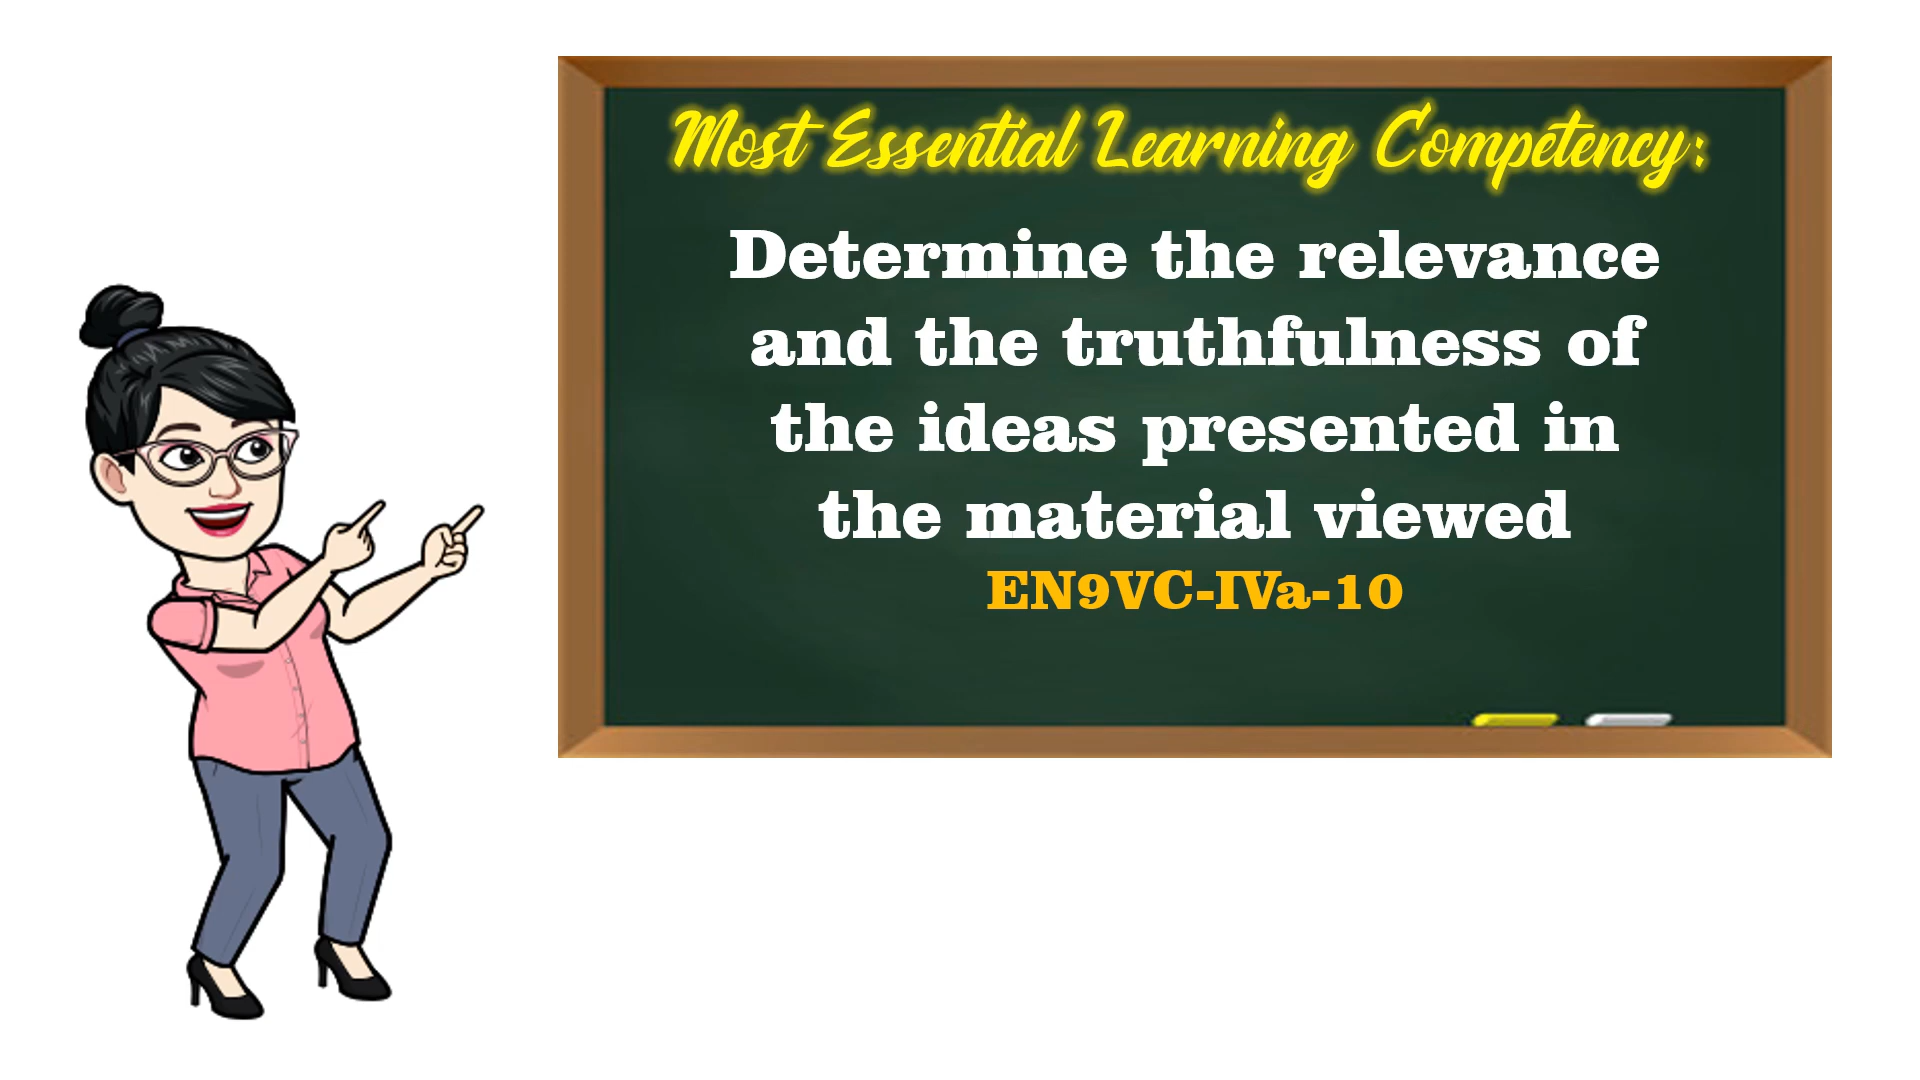 Most Essential Learning Competency:
Determine the relevance
and the truthfulness of
the ideas presented in
the material viewed
EN9VC-IVa-10